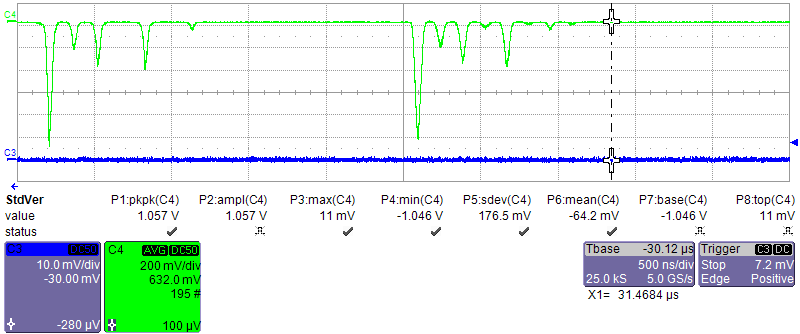 C4
C3
StdVer P1:pkpk(C4) P2:ampl(C4) P3:max(C4) P4:min(C4) P5:sdev(C4) P6:mean(C4) P7:base(C4) P8:top(C4)
value 1.057 V 1.057 V 11 mV -1.046 V 176.5 mV -64.2 mV -1.046 V 11 mV
status
C3 DC50
10.0 mV/div
-30.00 mV
-280 µV
C4 AVG DC50
200 mV/div
632.0 mV
195 #
100 µV
Tbase -30.12 µs
500 ns/div
25.0 kS 5.0 GS/s
Trigger C3 DC
Stop 7.2 mV
Edge Positive
X1= 31.4684 µs